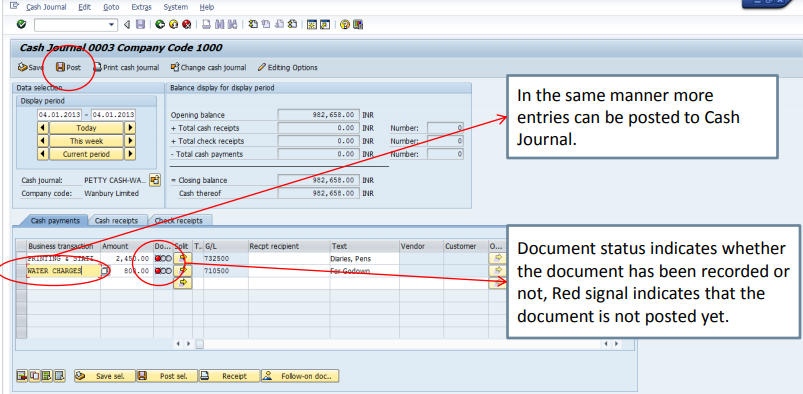 Cash Journal Edit Goto Extras System Help
Cash Journal 0003 Company Code 1000
Save Post Print cash journal Change cash journal Editing Options
Data selection
Display period
04.01.2013 - 04.01.2013
Today
This week
Current period
Cash journal: PETTY CASH-WA...
Company code: Wanbury Limited
Balance display for display period
Opening balance 982,658.00 INR
+ Total cash receipts 0.00 INR Number: 0
+ Total check receipts 0.00 INR Number: 0
- Total cash payments 0.00 INR Number: 0
= Closing balance 982,658.00 INR
Cash thereof 982,658.00 INR
In the same manner more
entries can be posted to Cash
Journal.
Cash payments Cash receipts Check receipts
Business transacti Amount Do... Split T.. G/L Recpt recipient Text Vendor Customer O...
PRINTING & STATI 2,450.00 732500 Diaries, Pens
WATER CHARGES 800.00 710500 For Godown
Document status indicates whether
the document has been recorded or
not, Red signal indicates that the
document is not posted yet.
Save sel. Post sel. Receipt Follow-on doc..